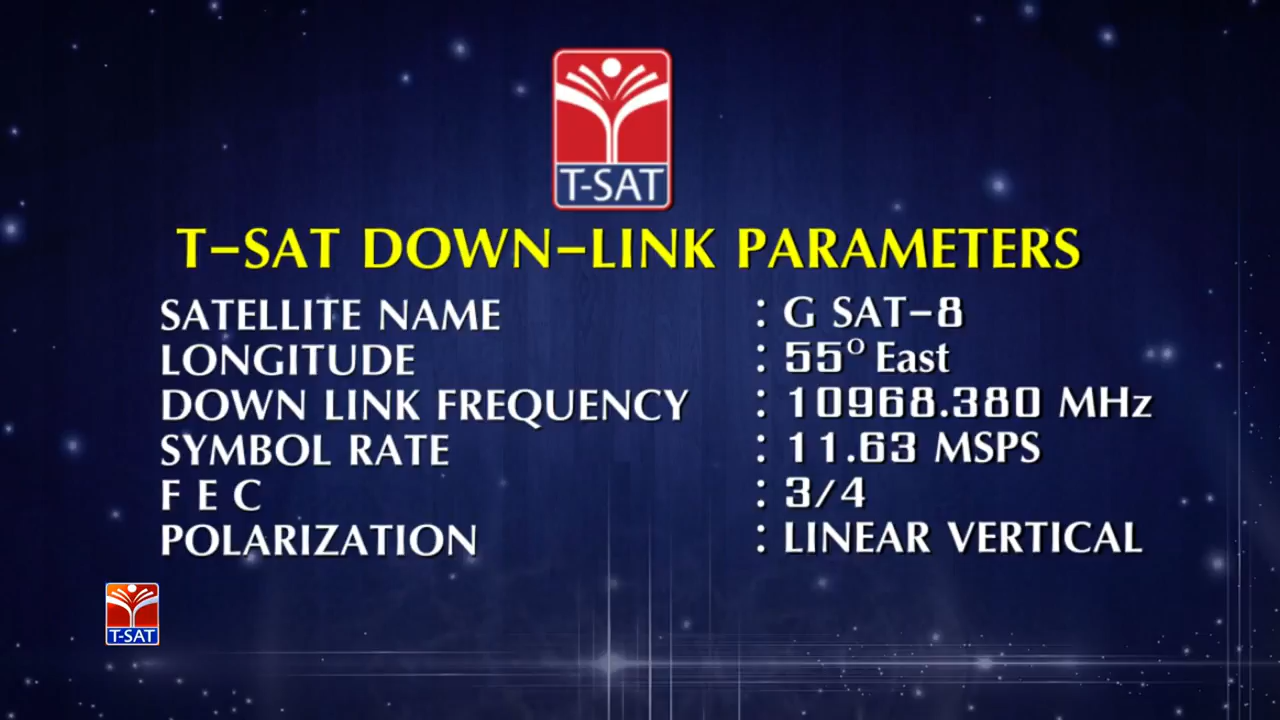 T-SAT
T-SAT DOWN-LINK PARAMETERS
SATELLITE NAME : G SAT-8
LONGITUDE : 55° East
DOWN LINK FREQUENCY : 10968.380 MHz
SYMBOL RATE : 11.63 MSPS
F E C : 3/4
POLARIZATION : LINEAR VERTICAL
T-SAT